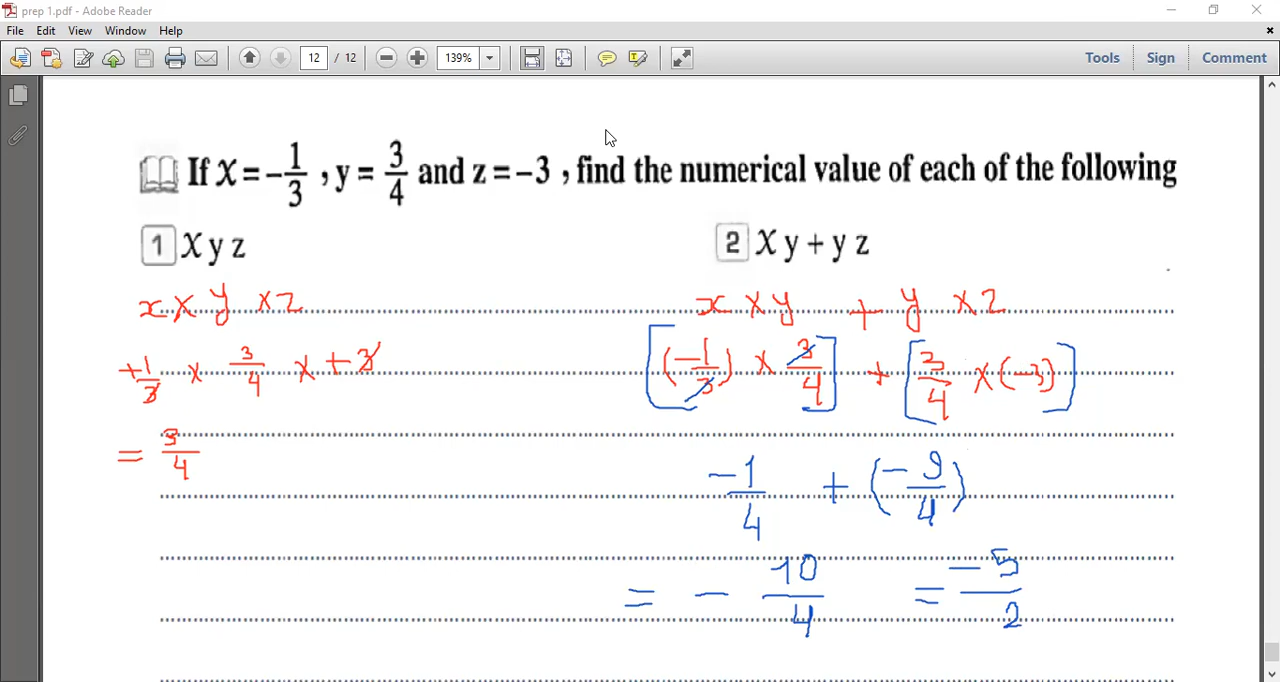 prep 1.pdf - Adobe Reader
File Edit View Window Help
12 / 12 139% Tools Sign Comment
If X = -1/3 , y = 3/4 and z = -3 , find the numerical value of each of the following
1 X y z
2 X y + y z
x × y × z
x × y + y × z
+1/3 × 3/4 × +3
[(-1/3) × 3/4] + [3/4 × (-3)]
= 3/4
-1/4 + (-9/4)
= - 10/4 = -5/2